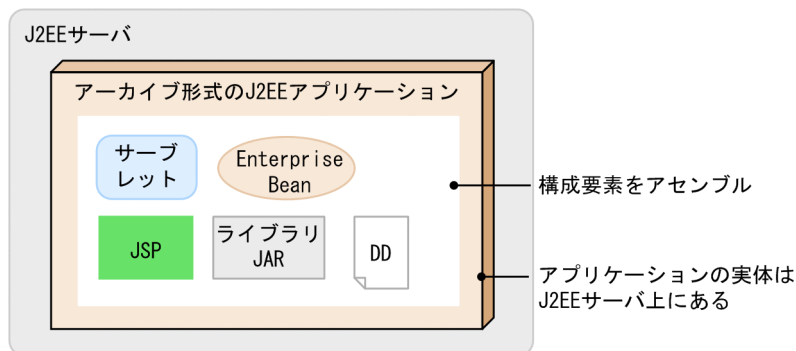 J2EEサーバ
アーカイブ形式のJ2EEアプリケーション
サーブ
レット
Enterprise
Bean
構成要素をアセンブル
JSP
ライブラリ
JAR
DD
アプリケーションの実体は
J2EEサーバ上にある